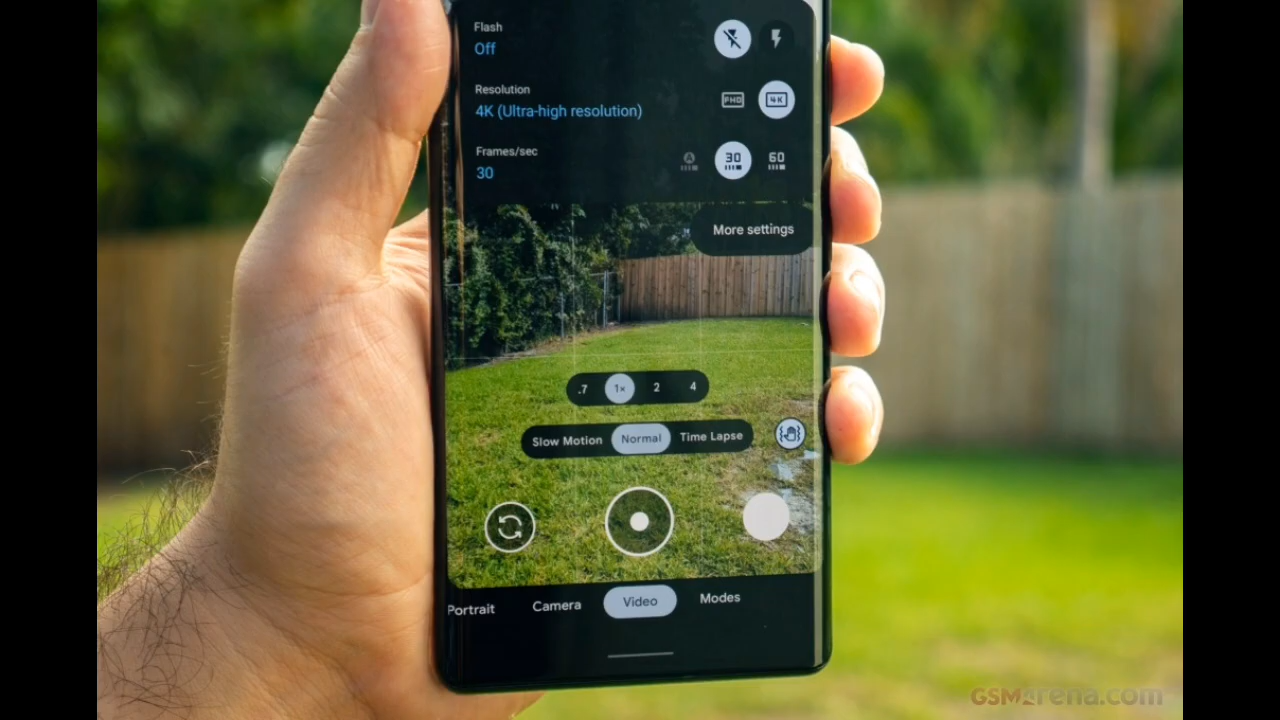 Flash
Off
Resolution
4K (Ultra-high resolution)
FHD
4K
Frames/sec
30
A
30
60
More settings
.7
1×
2
4
Slow Motion
Normal
Time Lapse
Portrait
Camera
Video
Modes
GSMarena.com